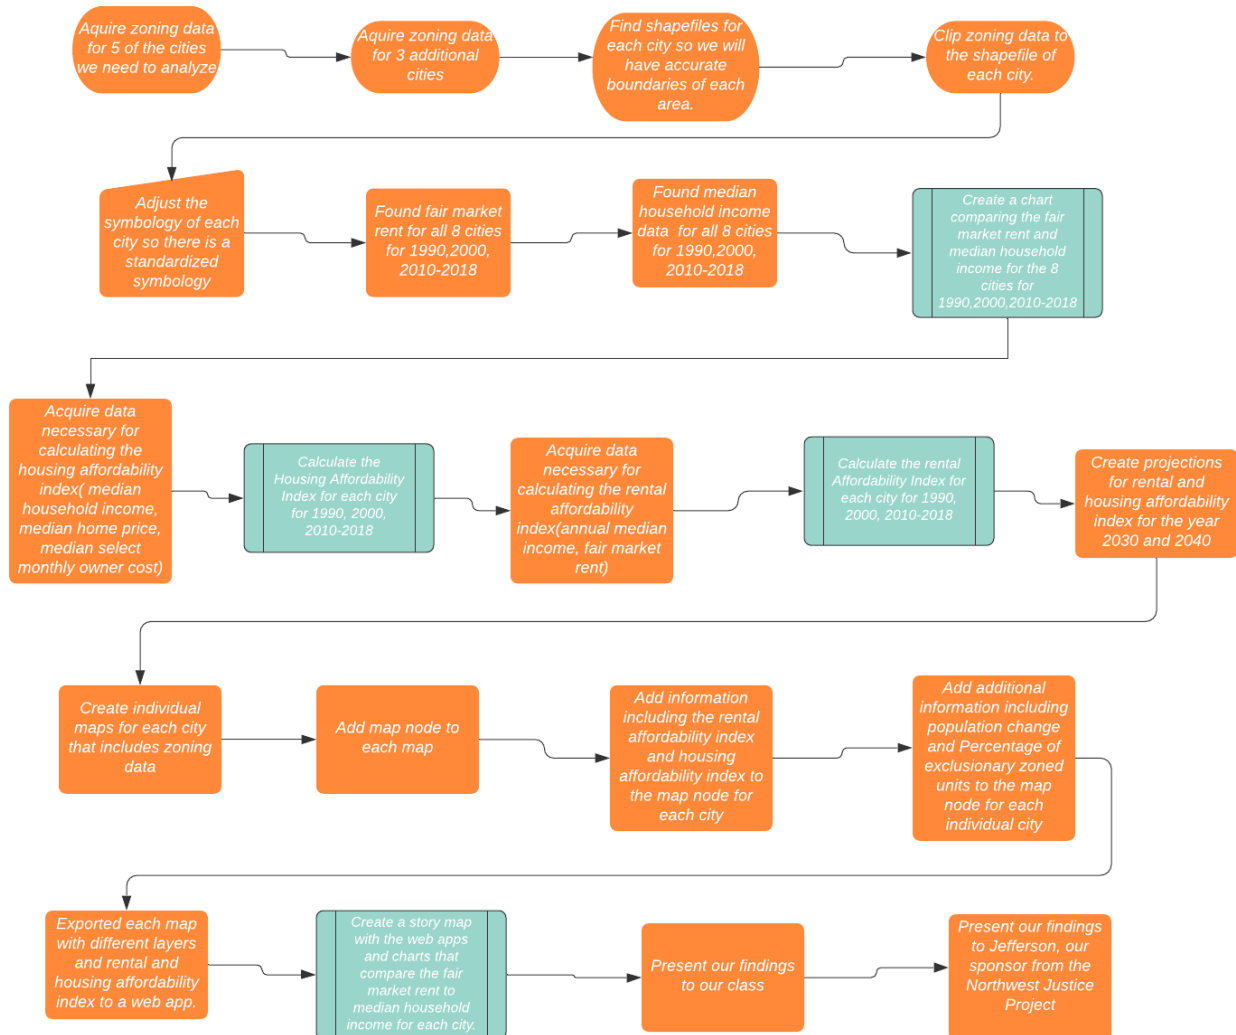 Aquire zoning data
for 5 of the cities
we need to analyze
Aquire zoning data
for 3 additional
cities
Find shapefiles for
each city so we will
have accurate
boundaries of each
area.
Clip zoning data to
the shapefile of
each city.
Adjust the
symbology of each
city so there is a
standardized
symbology
Found fair market
rent for all 8 cities
for 1990,2000,
2010-2018
Found median
household income
data for all 8 cities
for 1990,2000,
2010-2018
Create a chart
comparing the fair
market rent and
median household
income for the 8
cities for
1990,2000,2010-2018
Acquire data
necessary for
calculating the
housing affordability
index( median
household income,
median home price,
median select
monthly owner cost)
Calculate the
Housing Affordability
Index for each city
for 1990, 2000,
2010-2018
Acquire data
necessary for
calculating the rental
affordability
index(annual median
income, fair market
rent)
Calculate the rental
Affordability Index for
each city for 1990,
2000, 2010-2018
Create projections
for rental and
housing affordability
index for the year
2030 and 2040
Create individual
maps for each city
that includes zoning
data
Add map node to
each map
Add information
including the rental
affordability index
and housing
affordability index to
the map node for
each city
Add additional
information including
population change
and Percentage of
exclusionary zoned
units to the map
node for each
individual city
Exported each map
with different layers
and rental and
housing affordability
index to a web app.
Create a story map
with the web apps
and charts that
compare the fair
market rent to
median household
income for each city.
Present our findings
to our class
Present our findings
to Jefferson, our
sponsor from the
Northwest Justice
Project